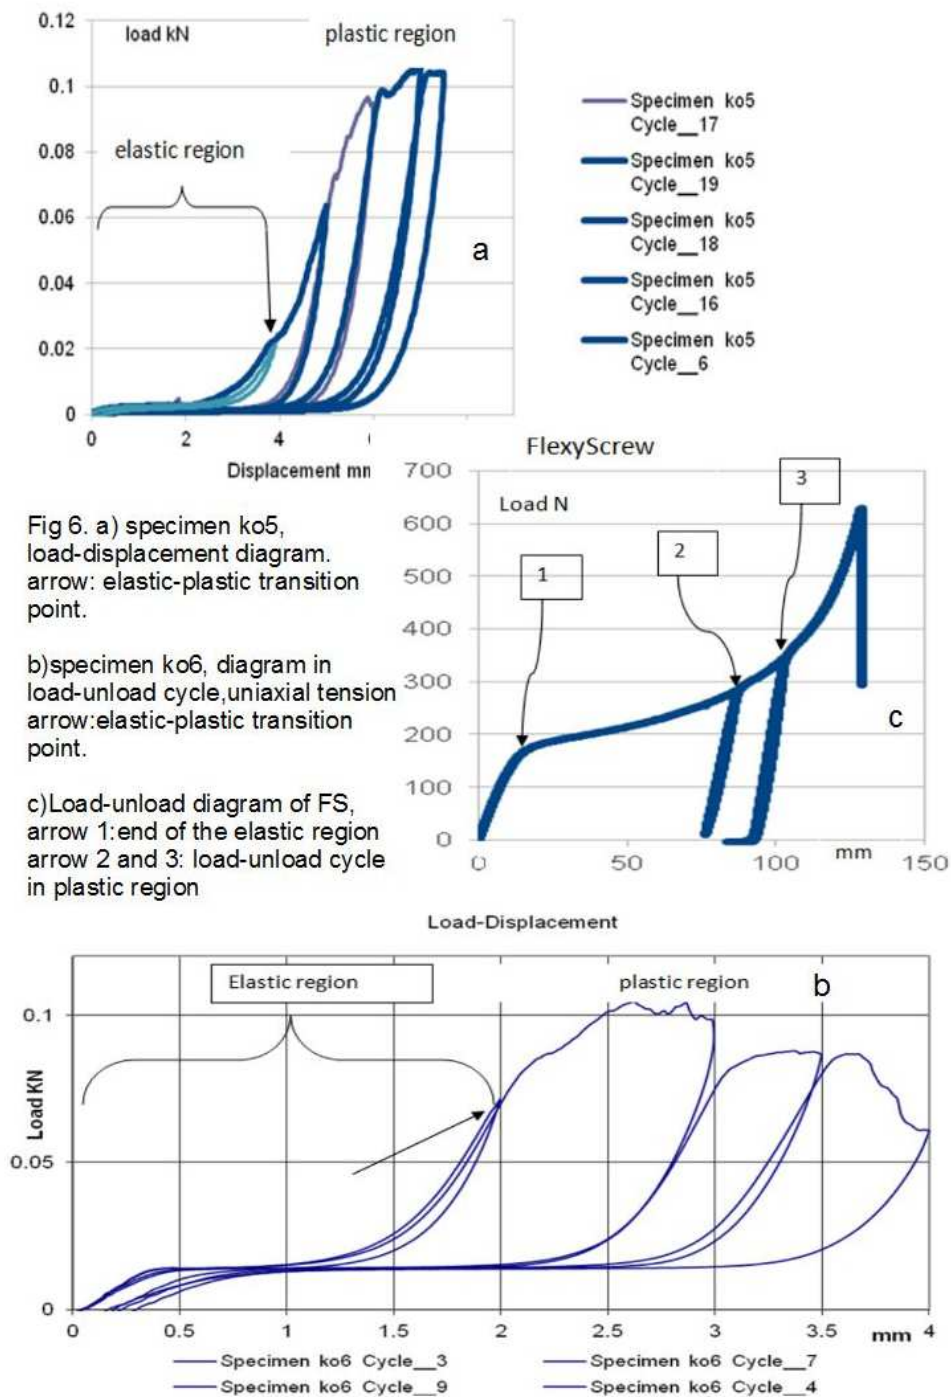 0.12
load kN
plastic region
0.1
elastic region
0.08
0.06
a
0.04
0.02
0
0
2
4
Displacement mm
Specimen ko5
Cycle__17
Specimen ko5
Cycle__19
Specimen ko5
Cycle__18
Specimen ko5
Cycle__16
Specimen ko5
Cycle__6
FlexyScrew
700
Load N
600
500
400
300
200
100
0
0
50
100
mm
150
1
2
3
c
Fig 6. a) specimen ko5,
load-displacement diagram.
arrow: elastic-plastic transition
point.
b)specimen ko6, diagram in
load-unload cycle,uniaxial tension
arrow:elastic-plastic transition
point.
c)Load-unload diagram of FS,
arrow 1:end of the elastic region
arrow 2 and 3: load-unload cycle
in plastic region
Load-Displacement
Elastic region
plastic region
b
0.1
Load KN
0.05
0
0
0.5
1
1.5
2
2.5
3
3.5
mm
4
Specimen ko6 Cycle__3
Specimen ko6 Cycle__7
Specimen ko6 Cycle__9
Specimen ko6 Cycle__4